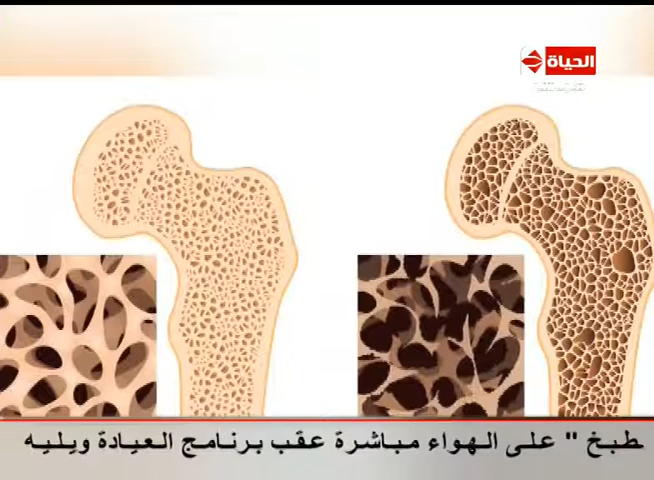 الحياة
طبخ " على الهواء مباشرة عقب برنامج العيادة ويليه